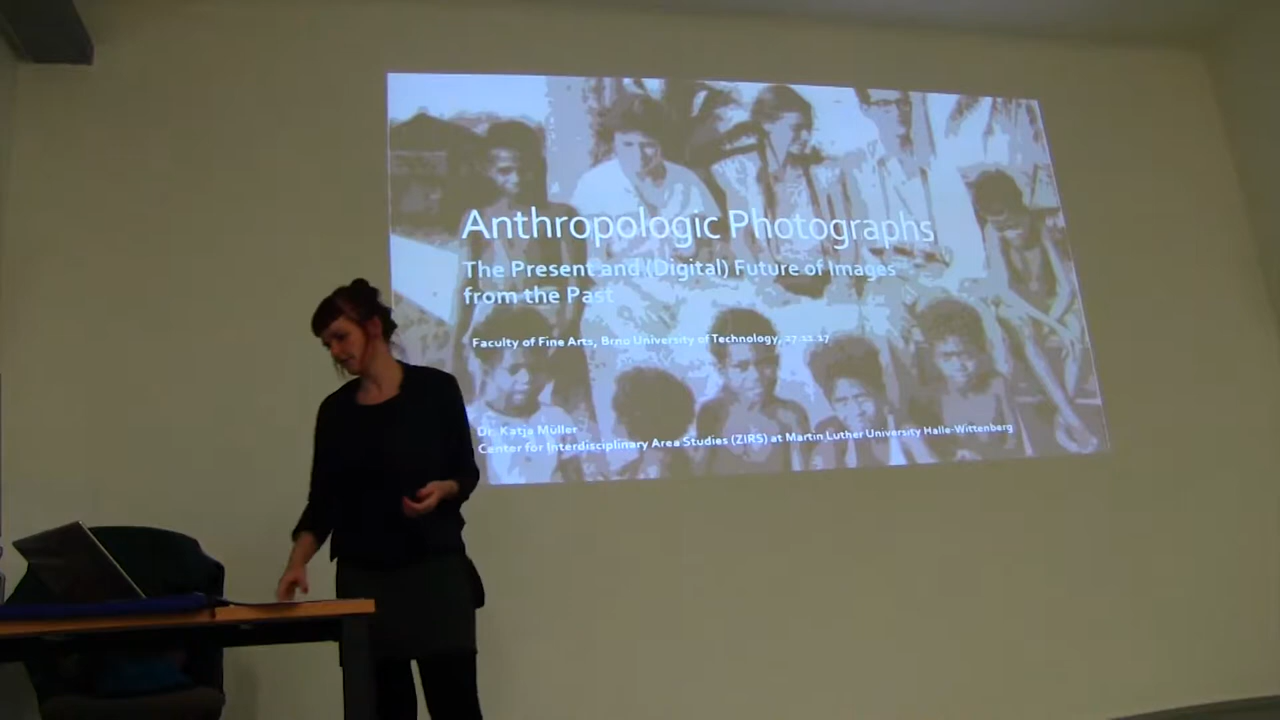 Anthropologic Photographs
The Present and (Digital) Future of Images
from the Past
Faculty of Fine Arts, Brno University of Technology, 27.11.17
Dr. Katja Müller
Center for Interdisciplinary Area Studies (ZIRS) at Martin Luther University Halle-Wittenberg